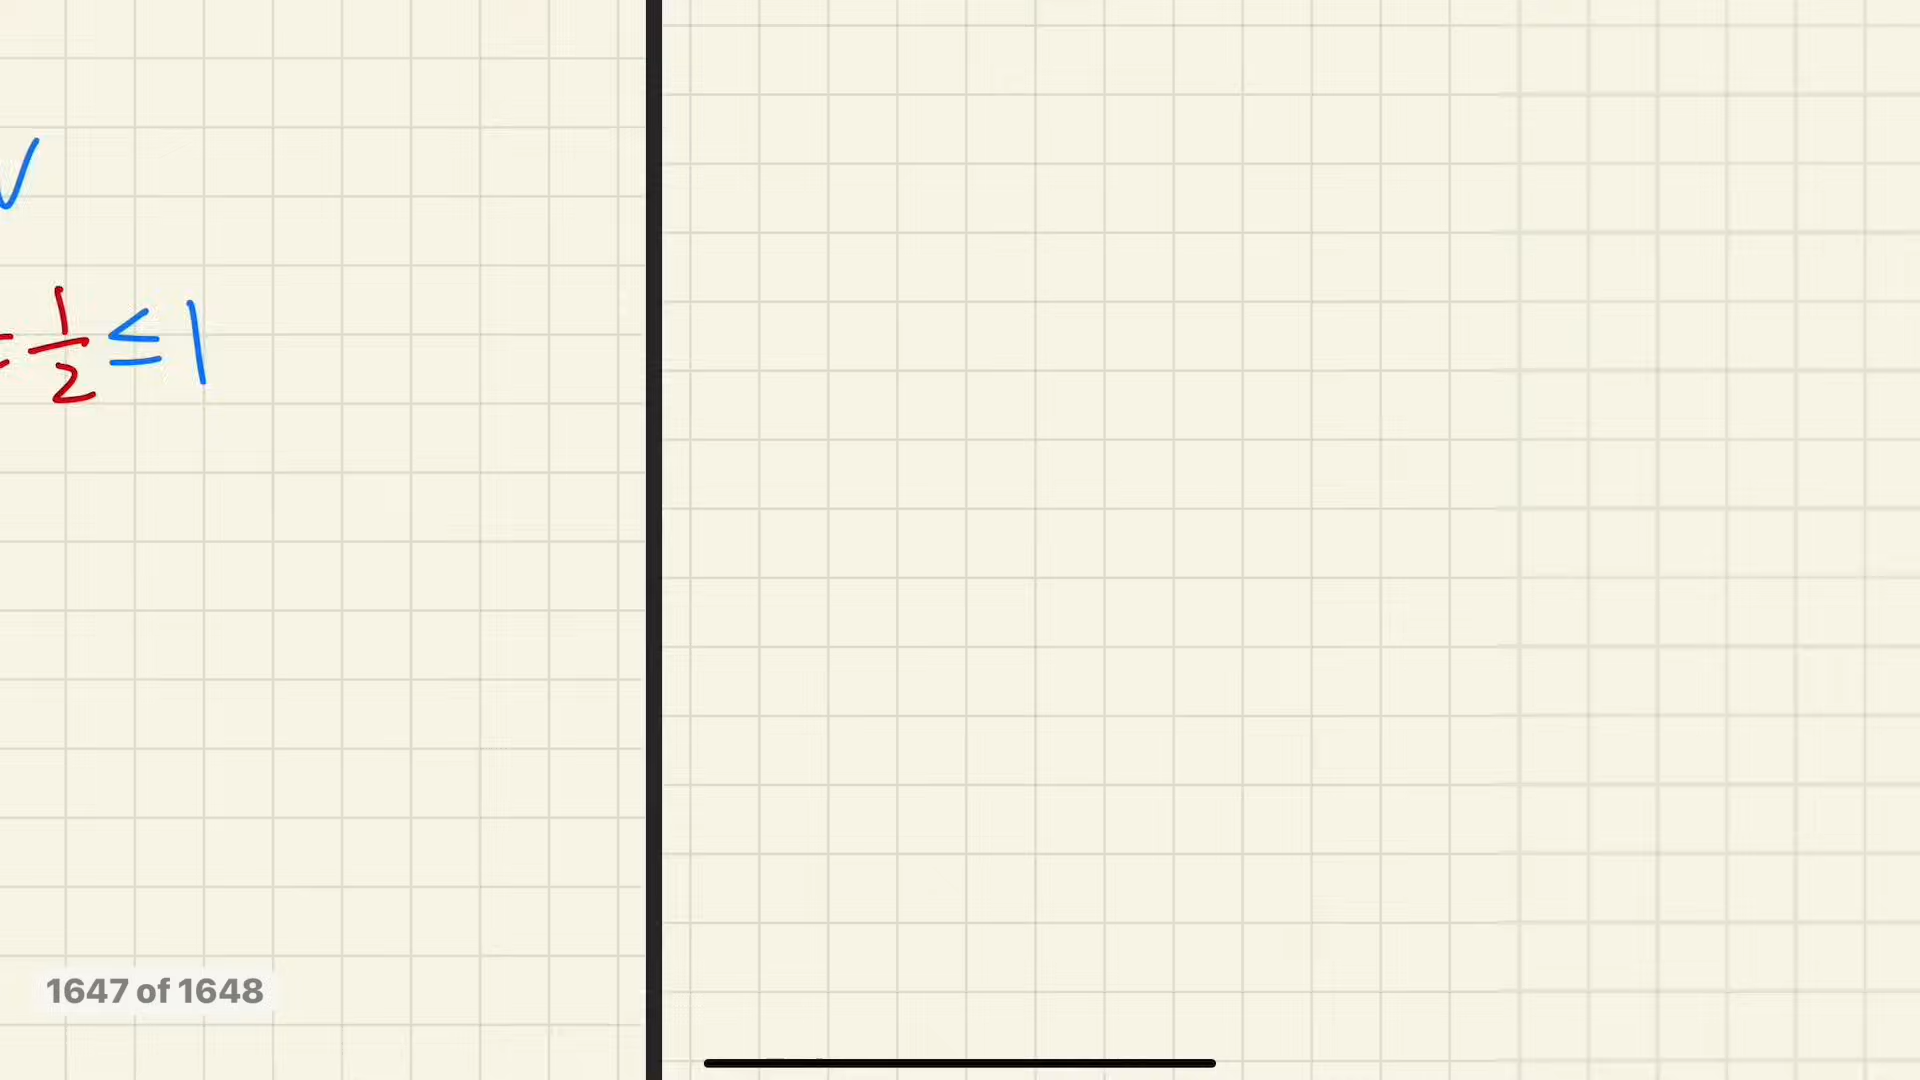 = 1/2 ≤ 1
1647 of 1648